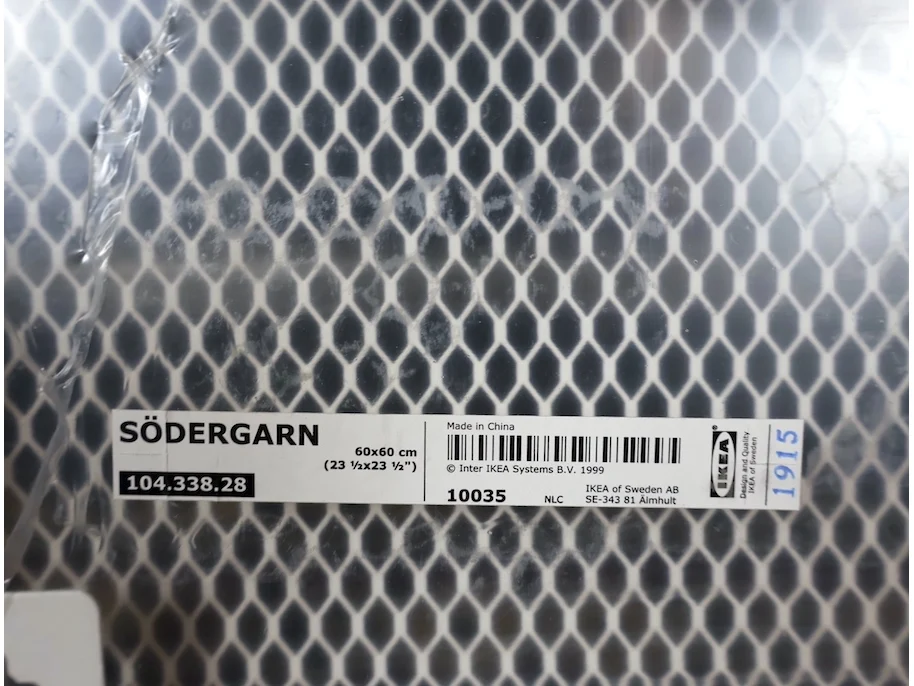 SÖDERGARN
60x60 cm
(23 ½x23 ½")
104.338.28
Made in China
© Inter IKEA Systems B.V. 1999
10035
NLC
IKEA of Sweden AB
SE-343 81 Älmhult
IKEA
®
Design and Quality
IKEA of Sweden
1915